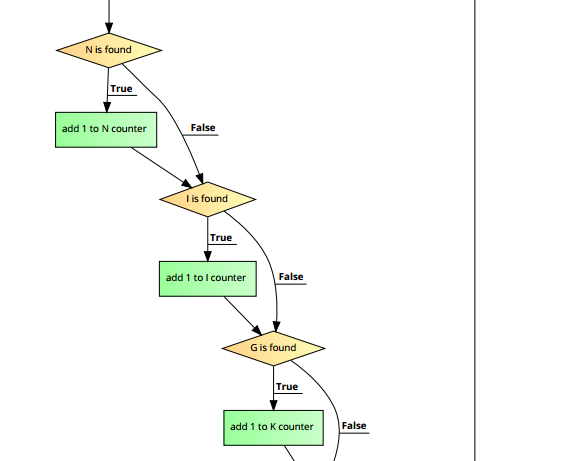 N is found
True
False
add 1 to N counter
I is found
True
False
add 1 to I counter
G is found
True
False
add 1 to K counter